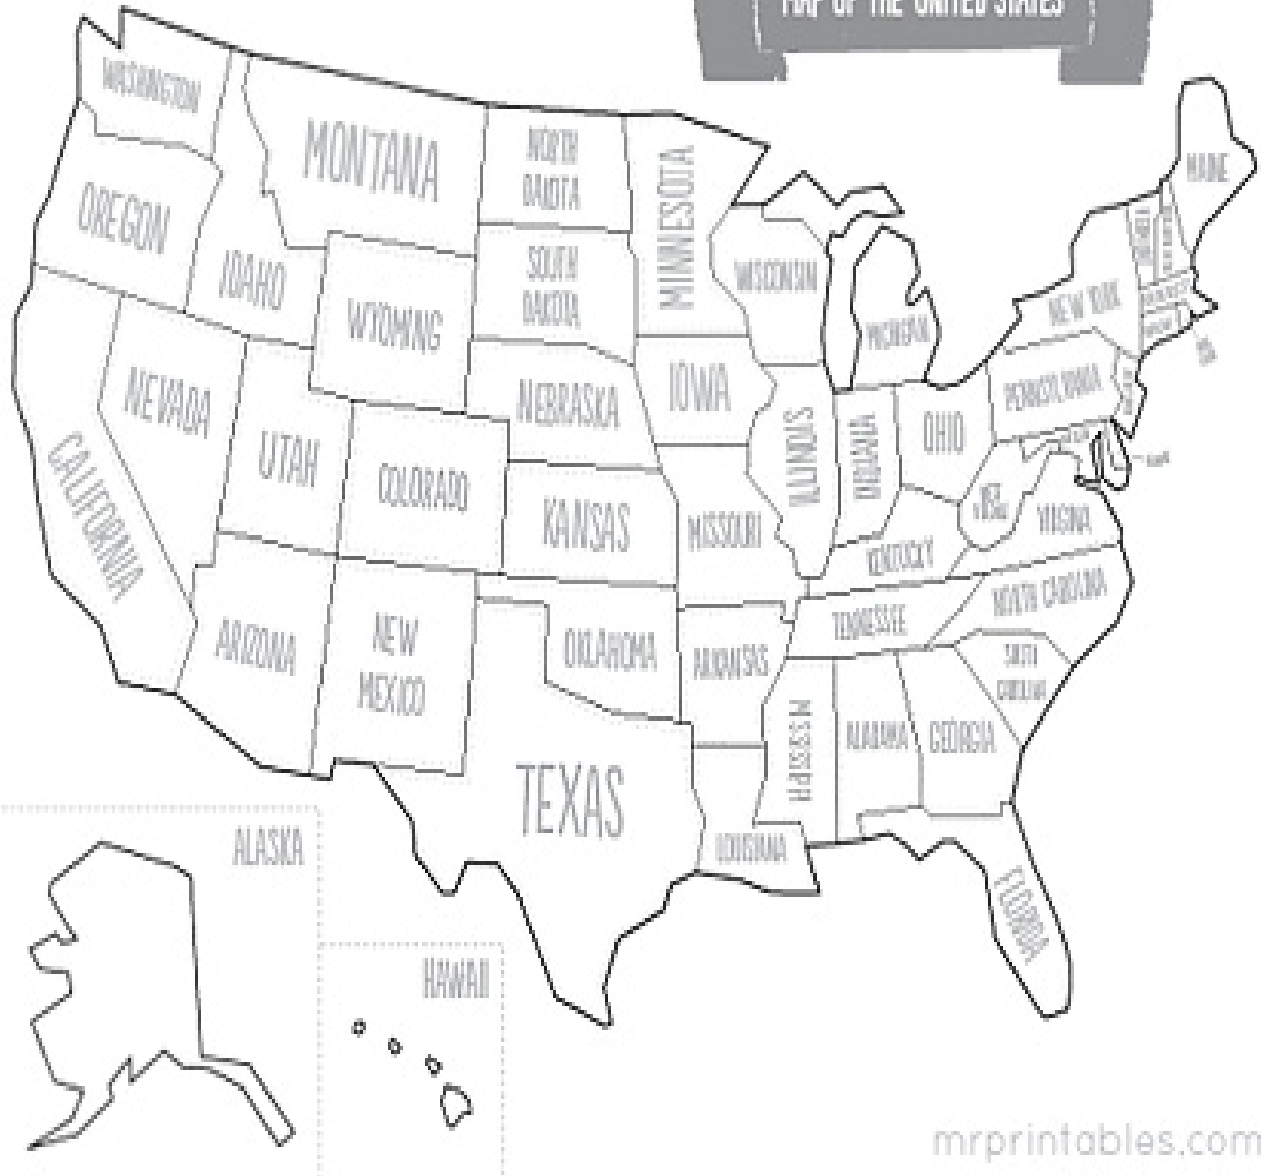 MAP OF THE UNITED STATES
WASHINGTON
MONTANA
NORTH
DAKOTA
MINNESOTA
MAINE
OREGON
IDAHO
WYOMING
SOUTH
DAKOTA
WISCONSIN
MICHIGAN
NEW YORK
NEVADA
UTAH
COLORADO
NEBRASKA
IOWA
ILLINOIS
INDIANA
OHIO
PENNSYLVANIA
CALIFORNIA
KANSAS
MISSOURI
KENTUCKY
WEST
VIRGINIA
VIRGINIA
ARIZONA
NEW
MEXICO
OKLAHOMA
ARKANSAS
TENNESSEE
NORTH CAROLINA
SOUTH
CAROLINA
TEXAS
LOUISIANA
MISSISSIPPI
ALABAMA
GEORGIA
FLORIDA
ALASKA
HAWAII
mrprintables.com